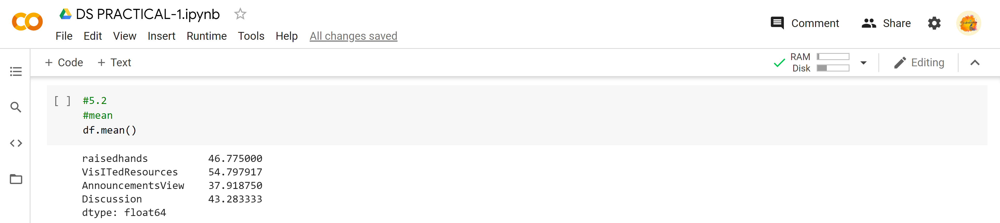 DS PRACTICAL-1.ipynb
File Edit View Insert Runtime Tools Help All changes saved
Comment Share
+ Code + Text
RAM
Disk
Editing
[ ] #5.2
#mean
df.mean()
raisedhands 46.775000
VisITedResources 54.797917
AnnouncementsView 37.918750
Discussion 43.283333
dtype: float64